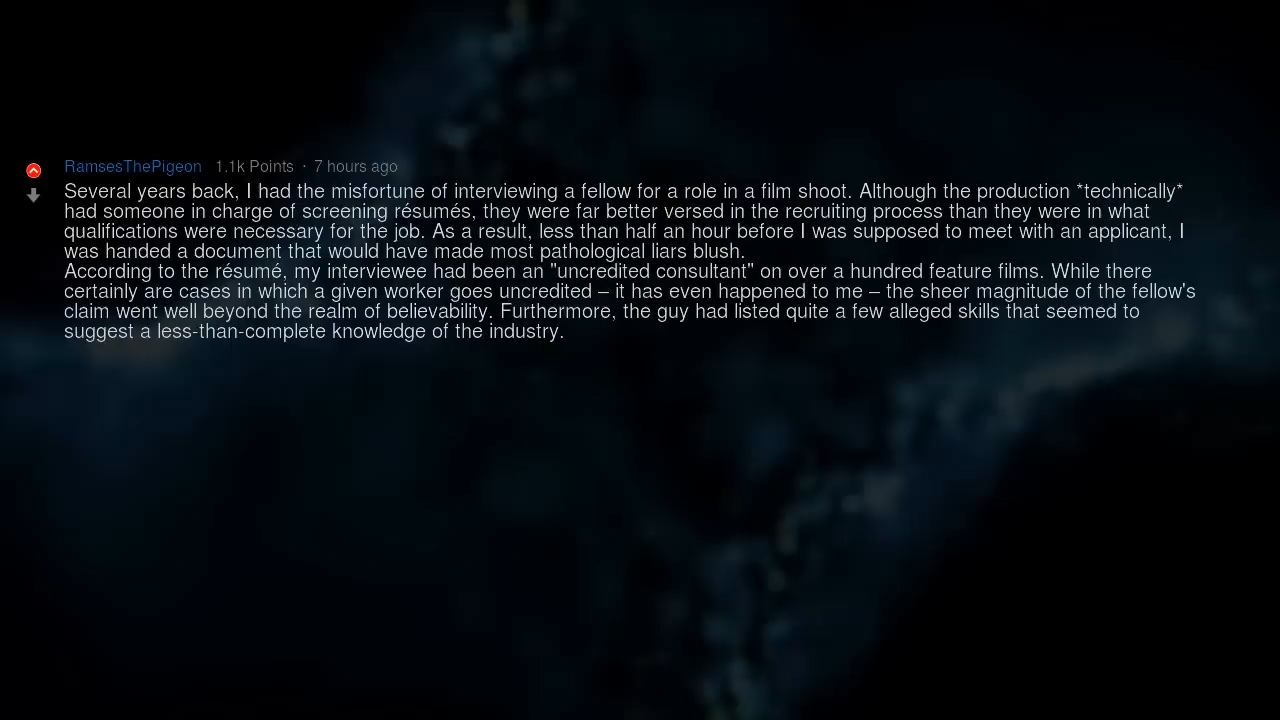 RamsesThePigeon 1.1k Points · 7 hours ago
Several years back, I had the misfortune of interviewing a fellow for a role in a film shoot. Although the production *technically*
had someone in charge of screening résumés, they were far better versed in the recruiting process than they were in what
qualifications were necessary for the job. As a result, less than half an hour before I was supposed to meet with an applicant, I
was handed a document that would have made most pathological liars blush.
According to the résumé, my interviewee had been an "uncredited consultant" on over a hundred feature films. While there
certainly are cases in which a given worker goes uncredited – it has even happened to me – the sheer magnitude of the fellow's
claim went well beyond the realm of believability. Furthermore, the guy had listed quite a few alleged skills that seemed to
suggest a less-than-complete knowledge of the industry.